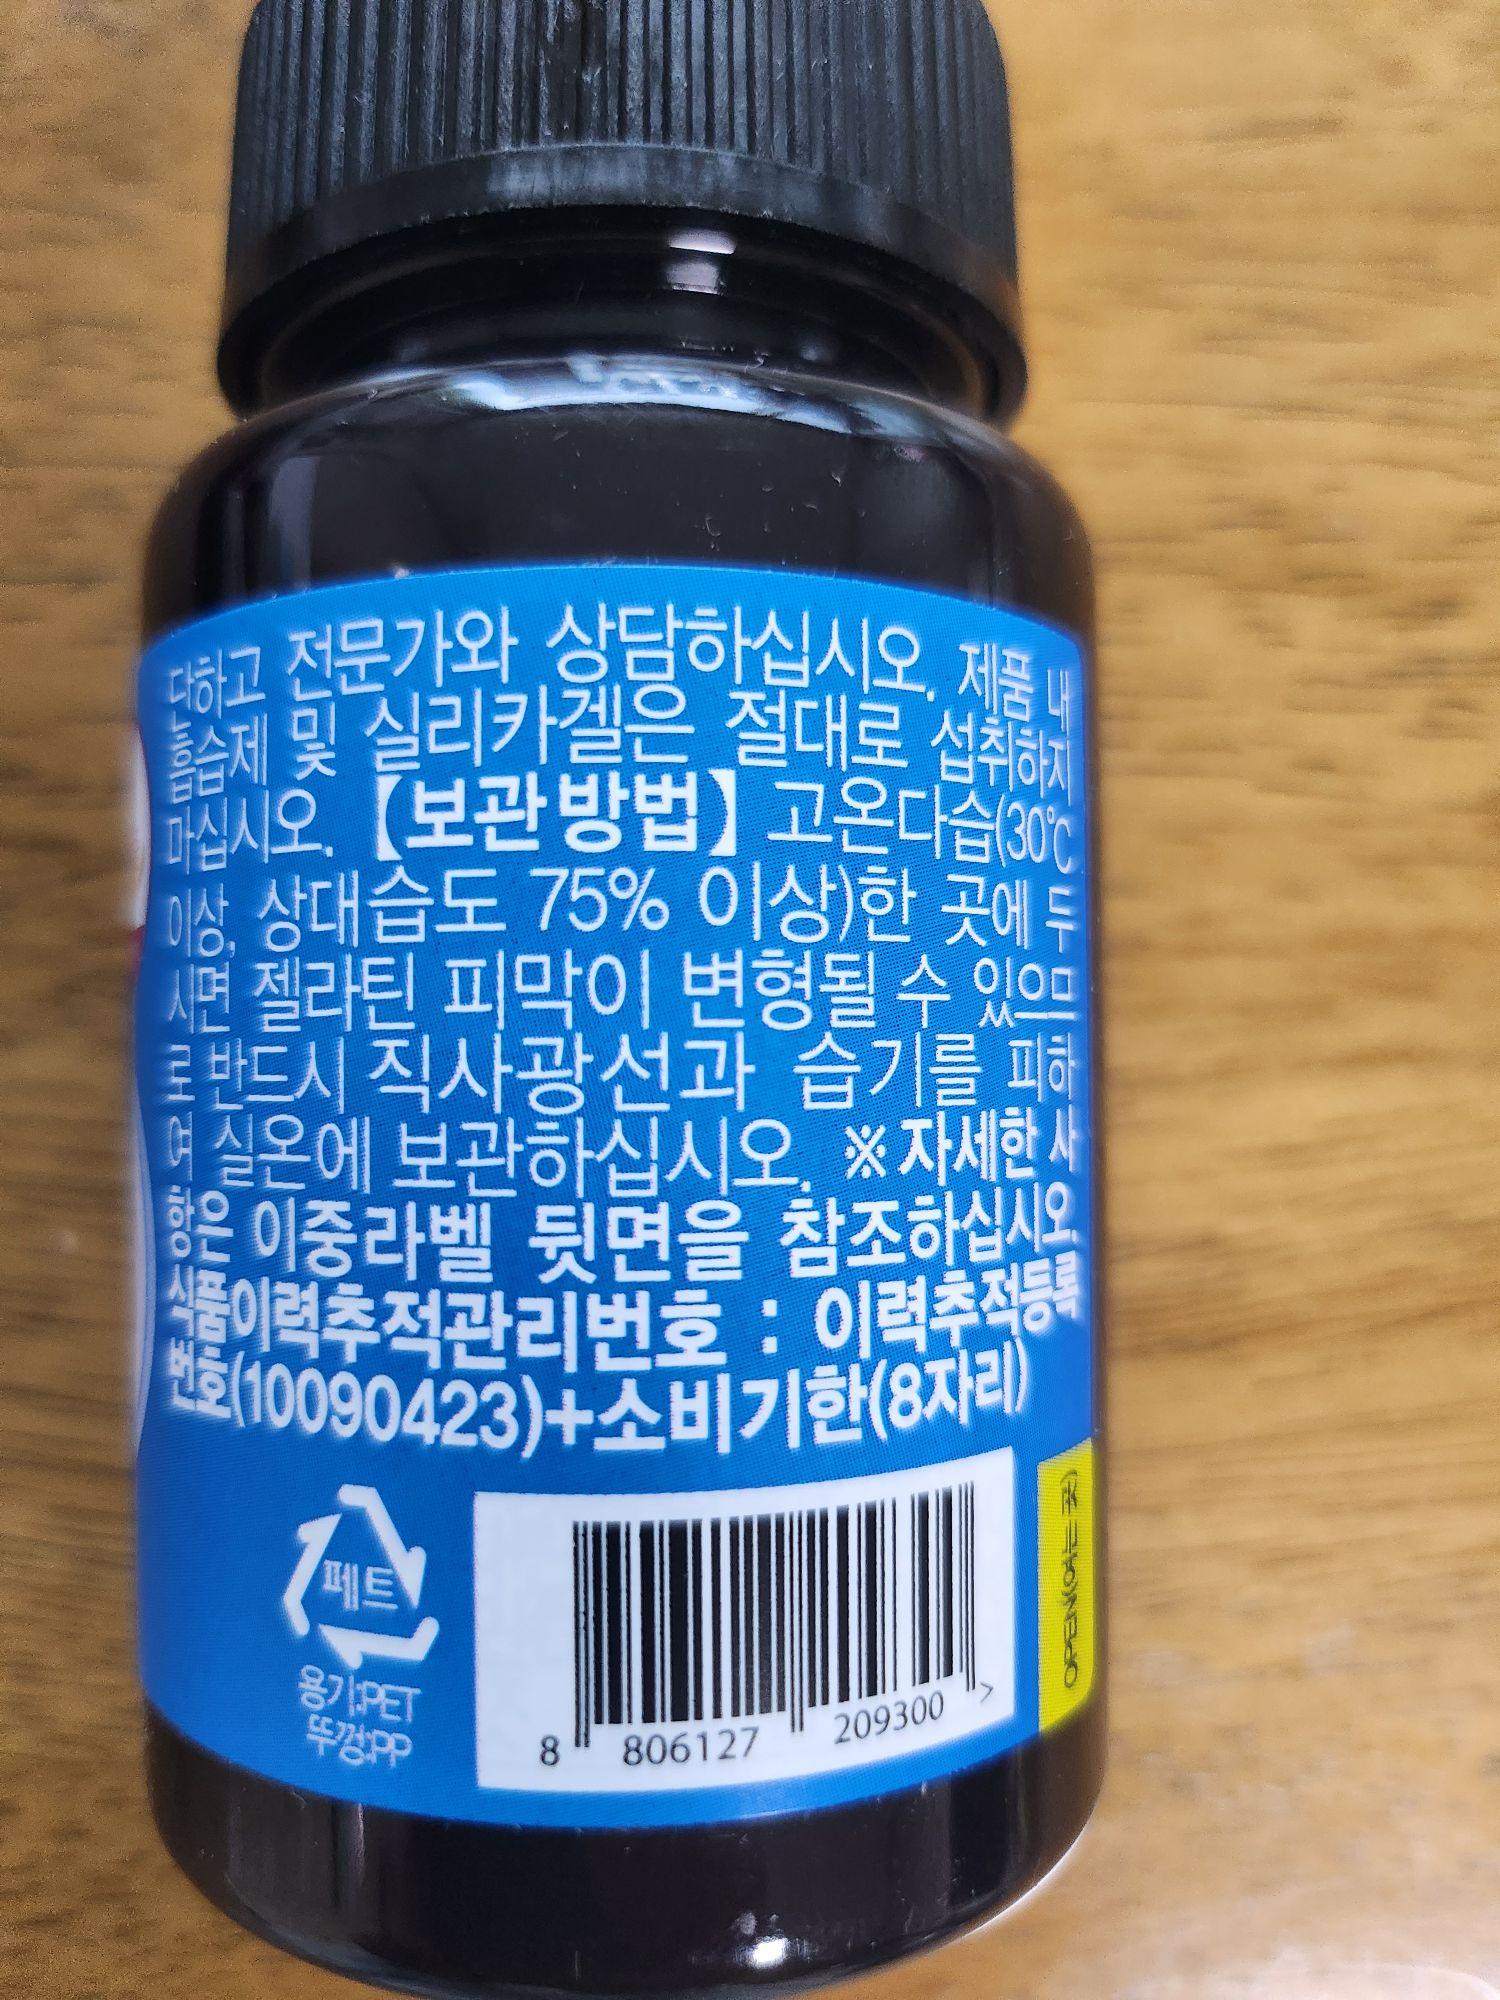 다하고 전문가와 상담하십시오. 제품 내
흡습제 및 실리카겔은 절대로 섭취하지
마십시오. 【보관방법】 고온다습(30℃
이상, 상대습도 75% 이상)한 곳에 두
시면 젤라틴 피막이 변형될 수 있으므
로 반드시 직사광선과 습기를 피하
여 실온에 보관하십시오. ※자세한 사
항은 이중라벨 뒷면을 참조하십시오.
식품이력추적관리번호 : 이력추적등록
번호(10090423)+소비기한(8자리)
페트
용기:PET
뚜껑:PP
8 806127 209300 >
OPEN(여는 곳)